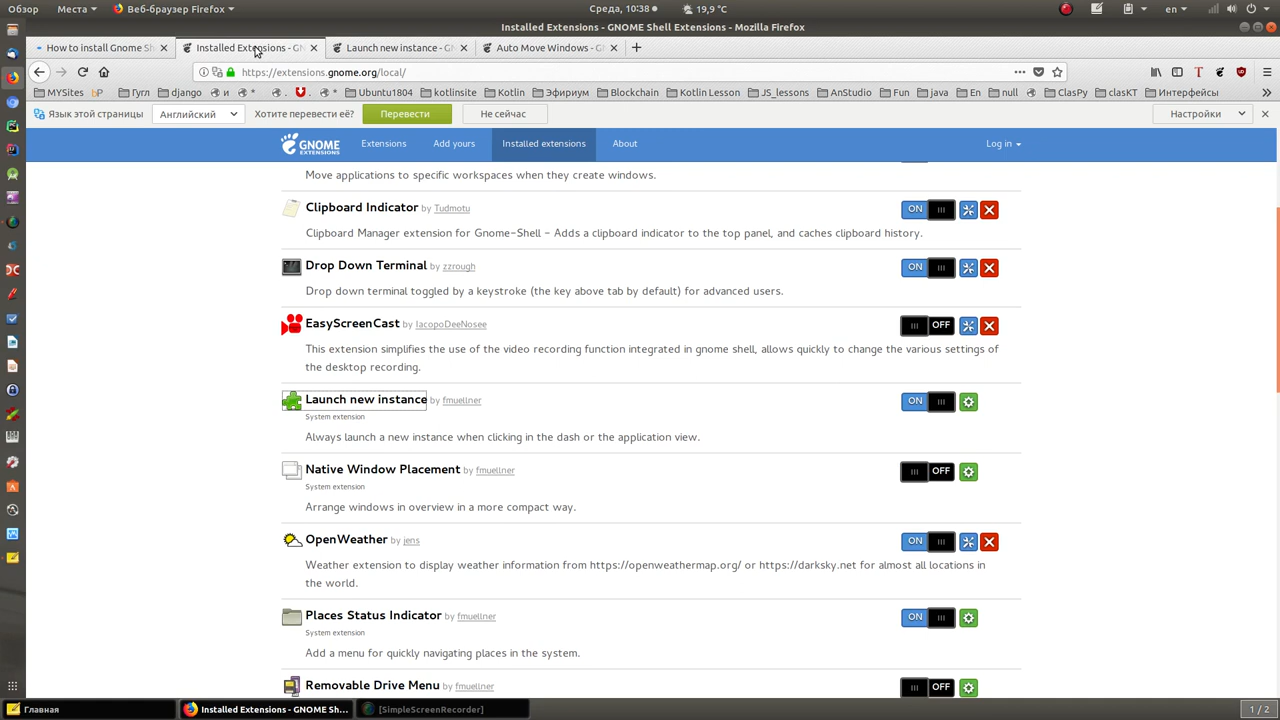 Обзор Места Веб-браузер Firefox Среда, 10:38 19,9 °C en
Installed Extensions - GNOME Shell Extensions - Mozilla Firefox
How to install Gnome Sh Installed Extensions - GN Launch new instance - G Auto Move Windows - GN
https://extensions.gnome.org/local/
MYSites Гугл django и Ubuntu1804 kotlinsite Kotlin Эфириум Blockchain Kotlin Lesson JS_lessons AnStudio Fun java En null ClasPy clasKT Интерфейсы
Язык этой страницы Английский Хотите перевести её? Перевести Не сейчас Настройки
GNOME EXTENSIONS Extensions Add yours Installed extensions About Log in
Move applications to specific workspaces when they create windows.
Clipboard Indicator by Tudmotu ON
Clipboard Manager extension for Gnome-Shell - Adds a clipboard indicator to the top panel, and caches clipboard history.
Drop Down Terminal by zzrough ON
Drop down terminal toggled by a keystroke (the key above tab by default) for advanced users.
EasyScreenCast by IacopoDeeNosee OFF
This extension simplifies the use of the video recording function integrated in gnome shell, allows quickly to change the various settings
of the desktop recording.
Launch new instance by fmuellner ON
System extension
Always launch a new instance when clicking in the dash or the application view.
Native Window Placement by fmuellner OFF
System extension
Arrange windows in overview in a more compact way.
OpenWeather by jens ON
Weather extension to display weather information from https://openweathermap.org/ or https://darksky.net for almost all locations in
the world.
Places Status Indicator by fmuellner ON
System extension
Add a menu for quickly navigating places in the system.
Removable Drive Menu by fmuellner OFF
Главная Installed Extensions - GNOME Sh... [SimpleScreenRecorder] 1 / 2